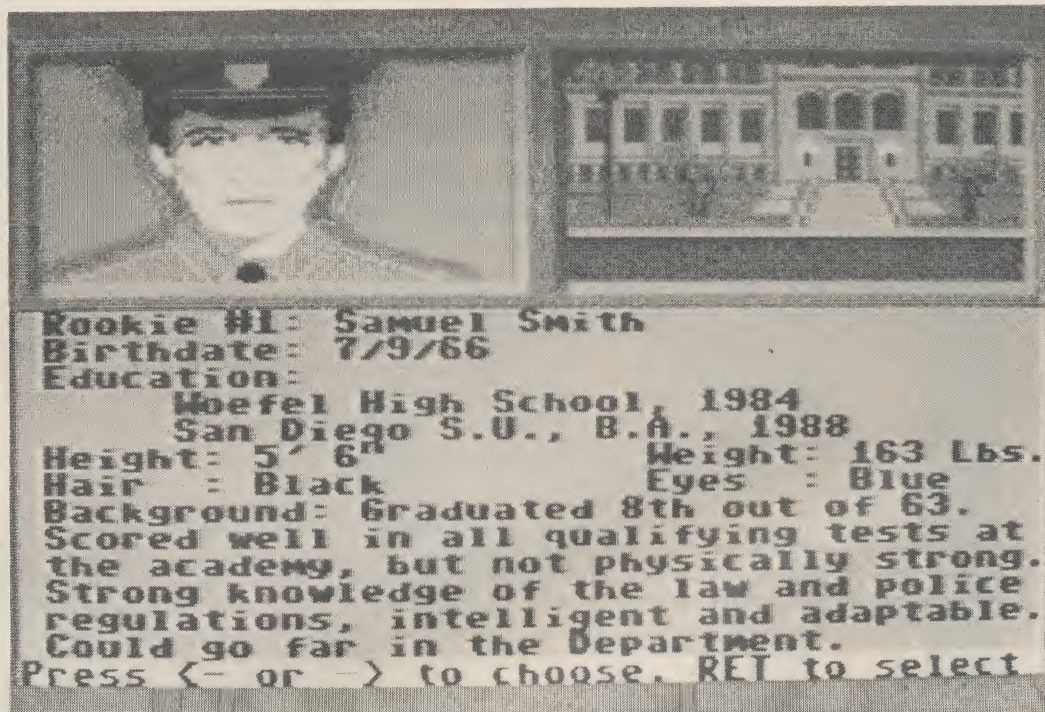 Rookie #1: Samuel Smith
Birthdate: 7/9/66
Education:
Woefel High School, 1984
San Diego S.U., B.A., 1988
Height: 5' 6" Weight: 163 Lbs.
Hair : Black Eyes : Blue
Background: Graduated 8th out of 63.
Scored well in all qualifying tests at
the academy, but not physically strong.
Strong knowledge of the law and police
regulations, intelligent and adaptable.
Could go far in the Department.
Press <- or -> to choose, RET to select